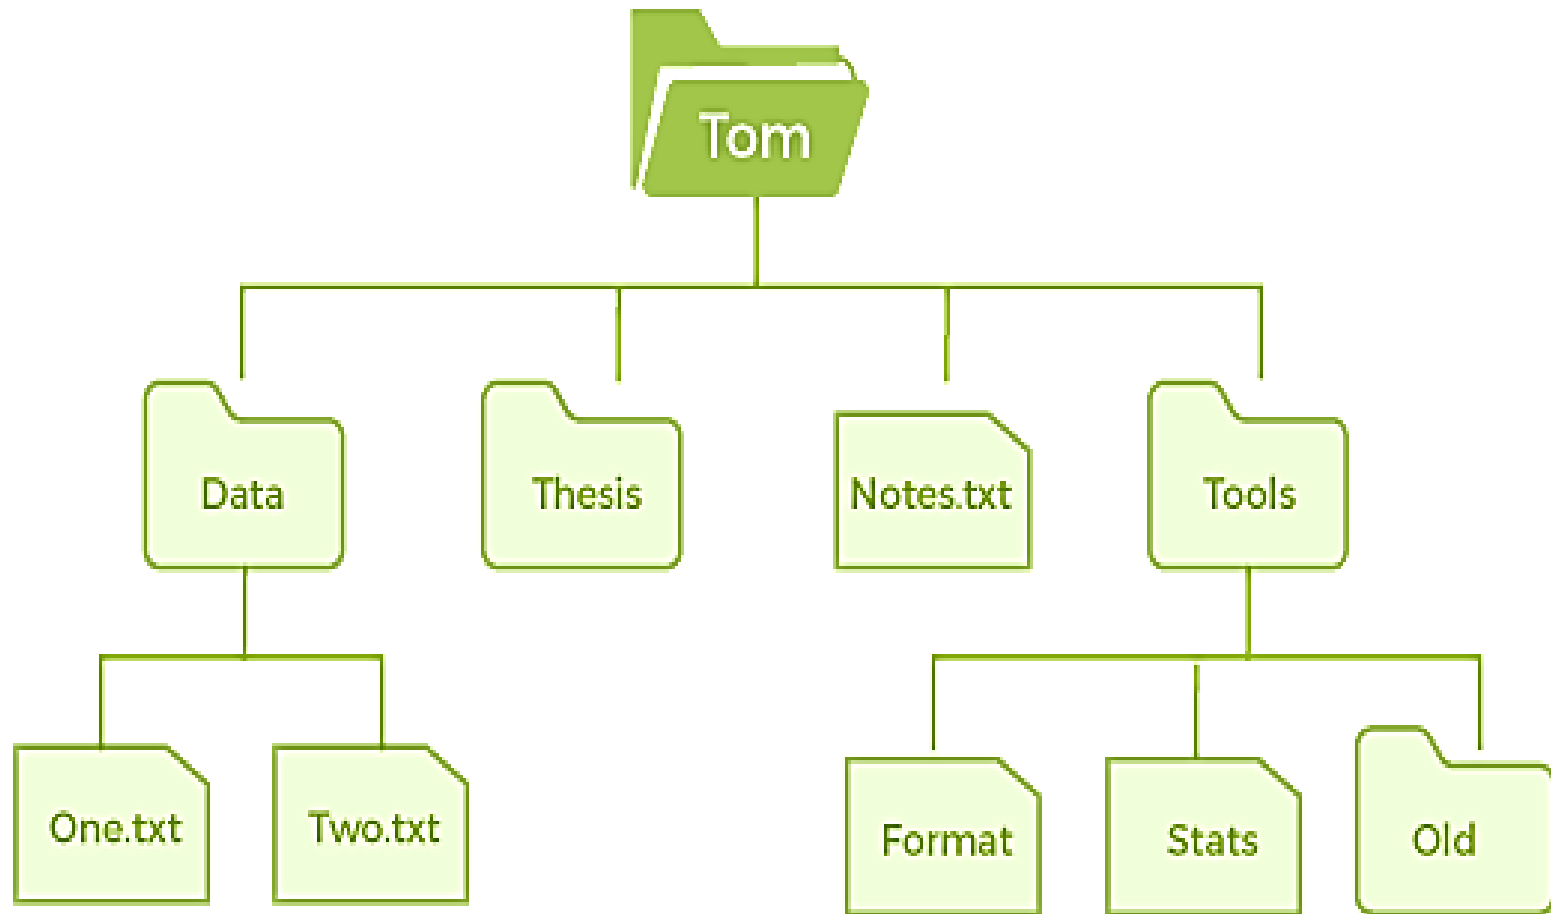 Tom
Data
Thesis
Notes.txt
Tools
One.txt
Two.txt
Format
Stats
Old